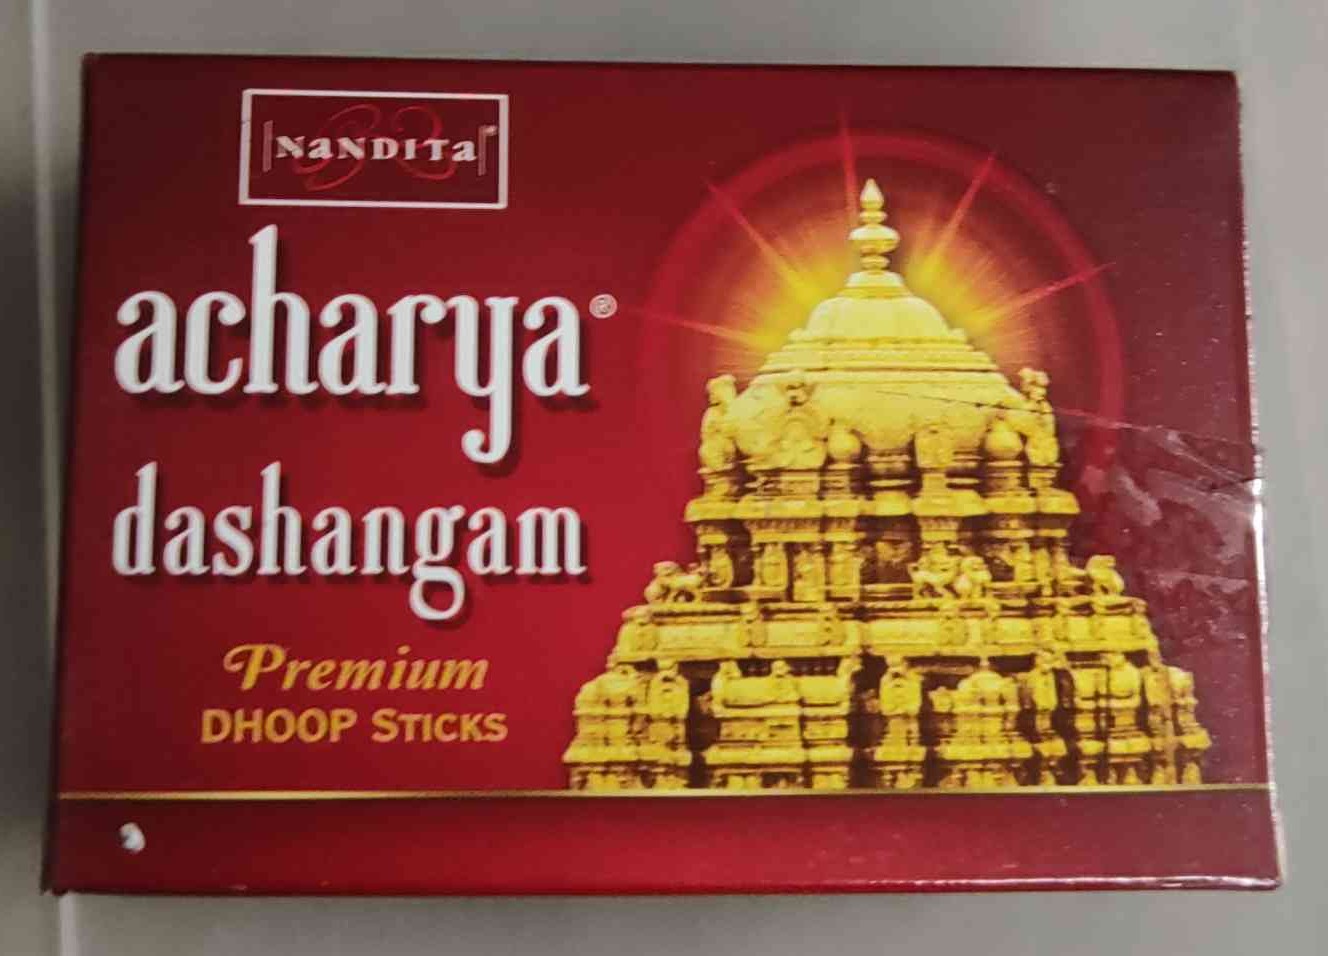 NaNDITa
acharya®
dashangam
Premium
DHOOP STICKS